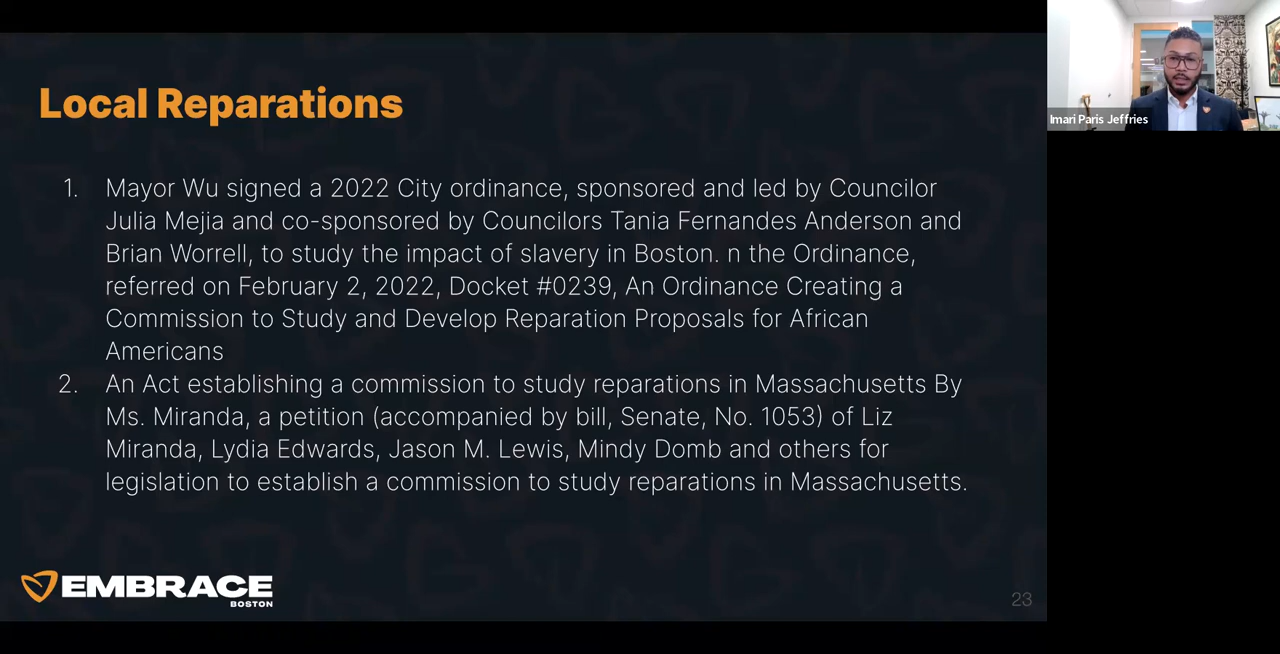 Local Reparations
1. Mayor Wu signed a 2022 City ordinance, sponsored and led by Councilor
Julia Mejia and co-sponsored by Councilors Tania Fernandes Anderson and
Brian Worrell, to study the impact of slavery in Boston. n the Ordinance,
referred on February 2, 2022, Docket #0239, An Ordinance Creating a
Commission to Study and Develop Reparation Proposals for African
Americans
2. An Act establishing a commission to study reparations in Massachusetts By
Ms. Miranda, a petition (accompanied by bill, Senate, No. 1053) of Liz
Miranda, Lydia Edwards, Jason M. Lewis, Mindy Domb and others for
legislation to establish a commission to study reparations in Massachusetts.
EMBRACE
BOSTON
23
Imari Paris Jeffries